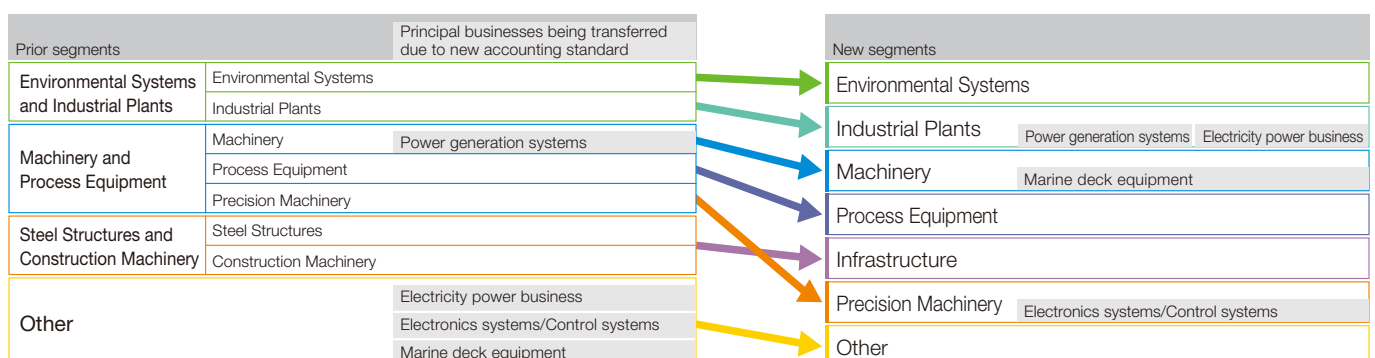 Prior segments
Principal businesses being transferred
due to new accounting standard
New segments
Environmental Systems
and Industrial Plants
Environmental Systems
Industrial Plants
Machinery and
Process Equipment
Machinery
Power generation systems
Process Equipment
Precision Machinery
Steel Structures and
Construction Machinery
Steel Structures
Construction Machinery
Other
Electricity power business
Electronics systems/Control systems
Marine deck equipment
Environmental Systems
Industrial Plants
Power generation systems
Electricity power business
Machinery
Marine deck equipment
Process Equipment
Infrastructure
Precision Machinery
Electronics systems/Control systems
Other